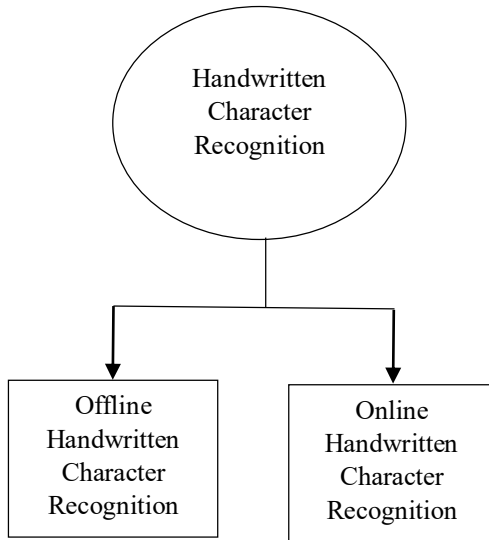 Handwritten
Character
Recognition
Offline
Handwritten
Character
Recognition
Online
Handwritten
Character
Recognition